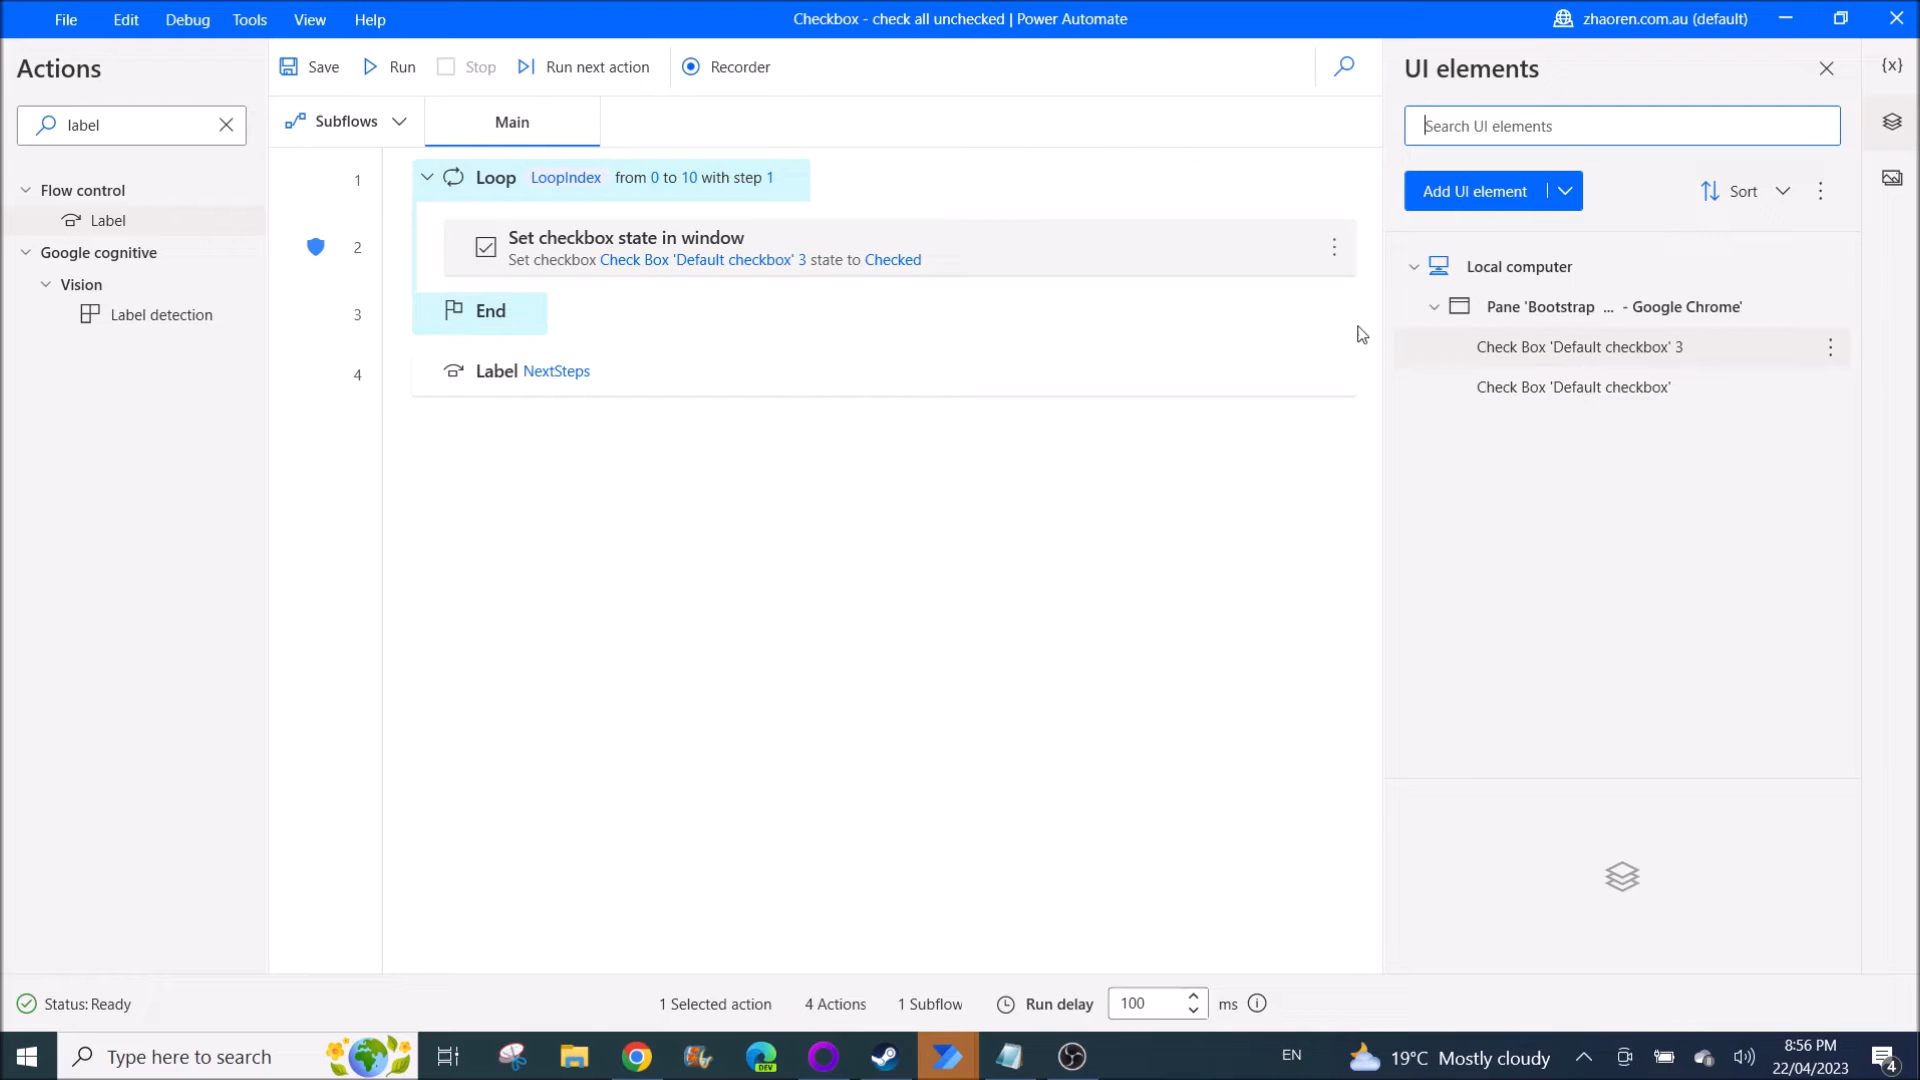 File Edit Debug Tools View Help
Checkbox - check all unchecked | Power Automate
zhaoren.com.au (default)
Actions
label
Flow control
Label
Google cognitive
Vision
Label detection
Save Run Stop Run next action Recorder
Subflows Main
1 Loop LoopIndex from 0 to 10 with step 1
2 Set checkbox state in window
Set checkbox Check Box 'Default checkbox' 3 state to Checked
3 End
4 Label NextSteps
UI elements
Search UI elements
Add UI element Sort
Local computer
Pane 'Bootstrap ... - Google Chrome'
Check Box 'Default checkbox' 3
Check Box 'Default checkbox'
{x}
Status: Ready
1 Selected action 4 Actions 1 Subflow Run delay 100 ms
Type here to search
DEV
EN
19°C Mostly cloudy
8:56 PM
22/04/2023
4